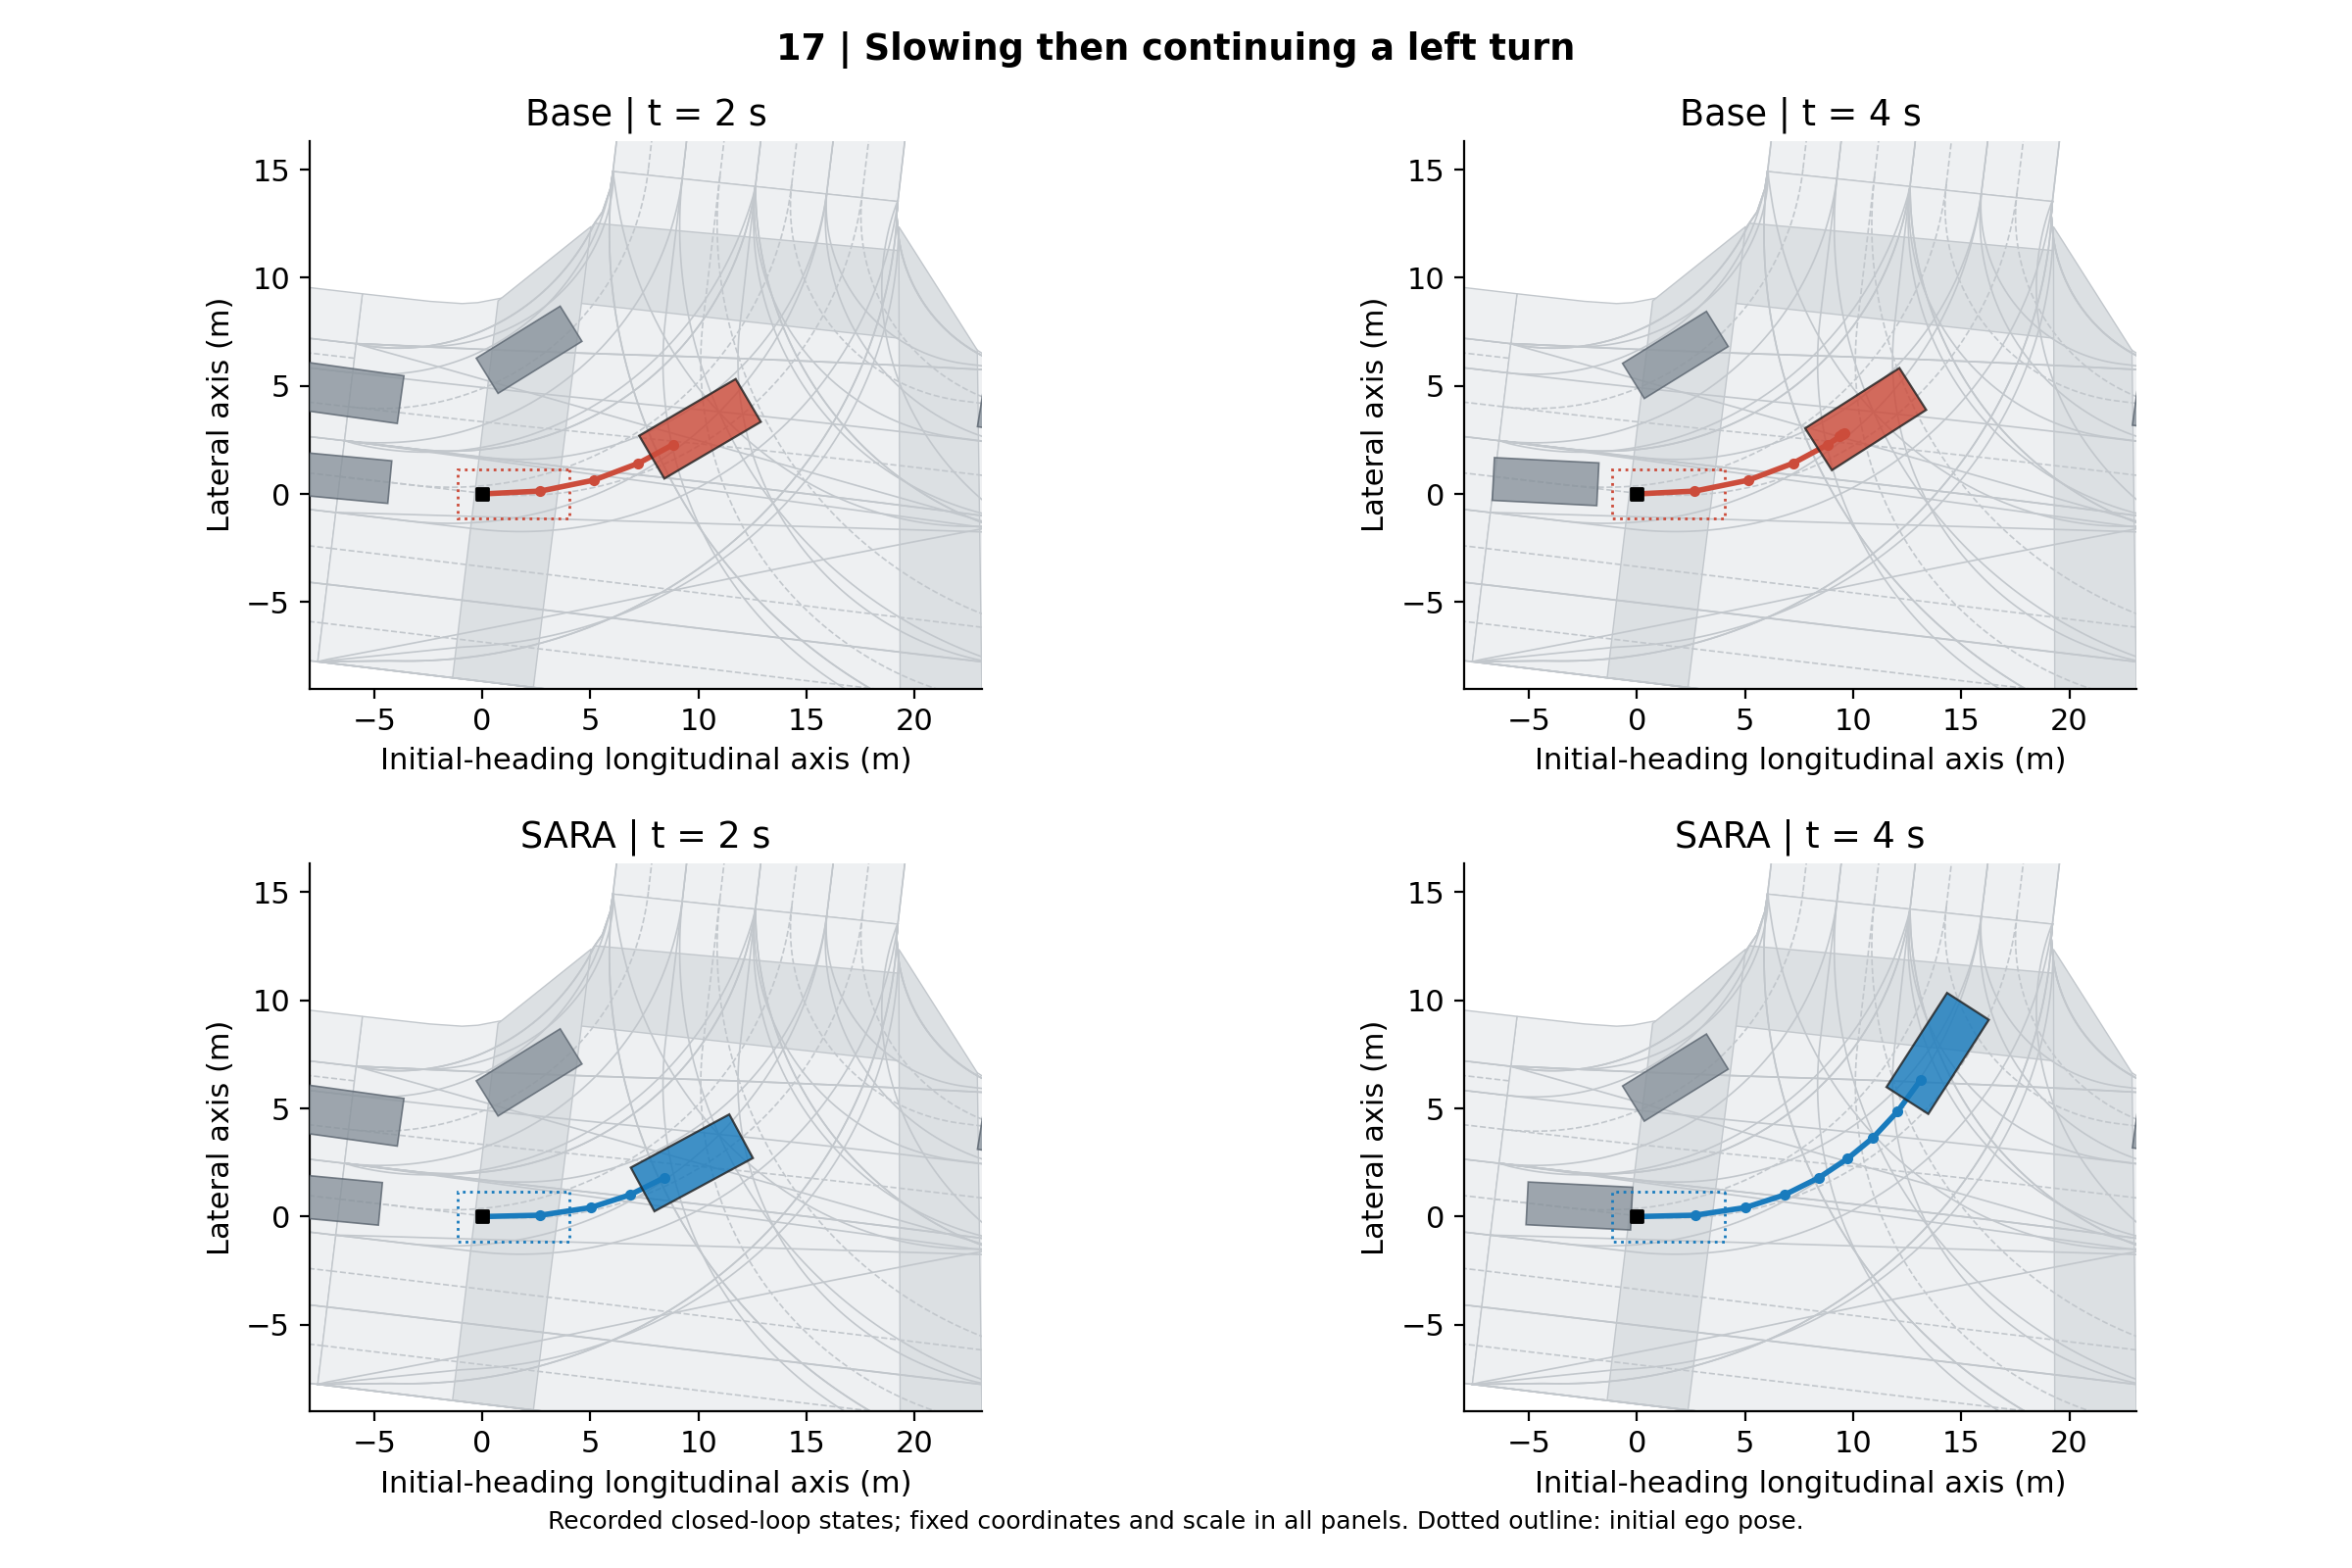 17 | Slowing then continuing a left turn
Base | t = 2 s
Base | t = 4 s
15
10
5
0
−5
Lateral axis (m)
−5 0 5 10 15 20
Initial-heading longitudinal axis (m)
15
10
5
0
−5
Lateral axis (m)
−5 0 5 10 15 20
Initial-heading longitudinal axis (m)
SARA | t = 2 s
SARA | t = 4 s
15
10
5
0
−5
Lateral axis (m)
−5 0 5 10 15 20
Initial-heading longitudinal axis (m)
15
10
5
0
−5
Lateral axis (m)
−5 0 5 10 15 20
Initial-heading longitudinal axis (m)
Recorded closed-loop states; fixed coordinates and scale in all panels. Dotted outline: initial ego pose.